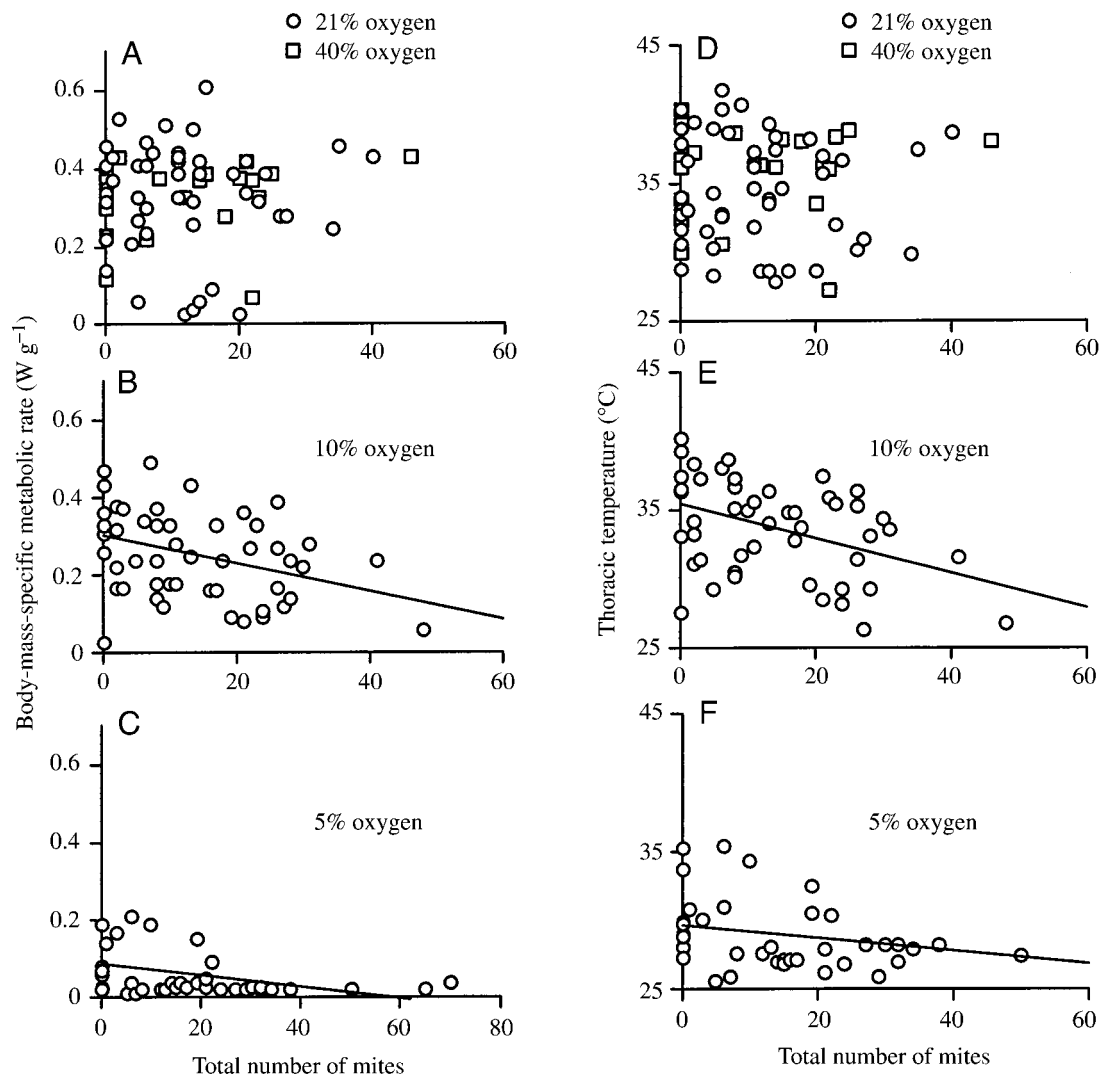 21% oxygen
40% oxygen
A
0.6
0.4
0.2
0
0
20
40
60
B
10% oxygen
0.6
0.4
0.2
0
0
20
40
60
C
5% oxygen
0.6
0.4
0.2
0
0
20
40
60
80
Body-mass-specific metabolic rate (W g⁻¹)
Total number of mites
21% oxygen
40% oxygen
D
45
35
25
0
20
40
60
E
10% oxygen
45
35
25
0
20
40
60
F
5% oxygen
45
35
25
0
20
40
60
Thoracic temperature (°C)
Total number of mites